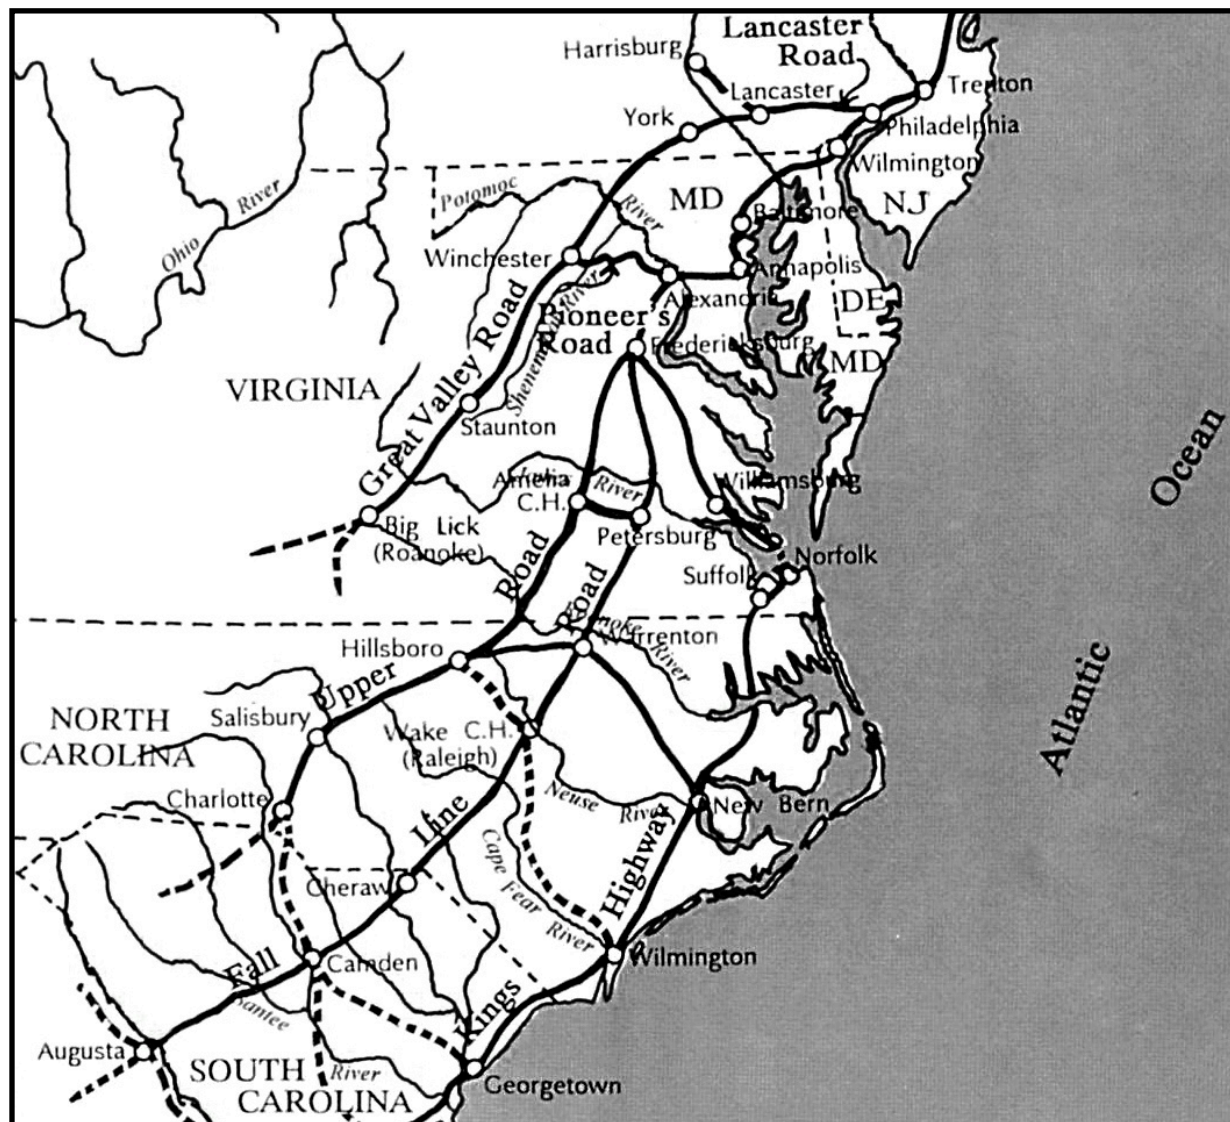 Lancaster
Road
Harrisburg
Lancaster
Trenton
York
Philadelphia
Wilmington
Potomoc
River
MD
NJ
Baltimore
Ohio
River
Winchester
Annapolis
Alexandria
DE
Pioneer's
Road
Fredericksburg
MD
River
Great Valley Road
VIRGINIA
Staunton
Atlantic
Ocean
Amelia
C.H.
River
Williamsburg
Big Lick
(Roanoke)
Petersburg
Norfolk
Suffolk
Road
Road
River
Hillsboro
Warrenton
Upper
NORTH
CAROLINA
Salisbury
Wake C.H.
(Raleigh)
Neuse River
Charlotte
New Bern
Line
Highway
Cape Fear River
Cheraw
Fall
Camden
Wilmington
Santee
Kings
Augusta
SOUTH
CAROLINA
River
Georgetown